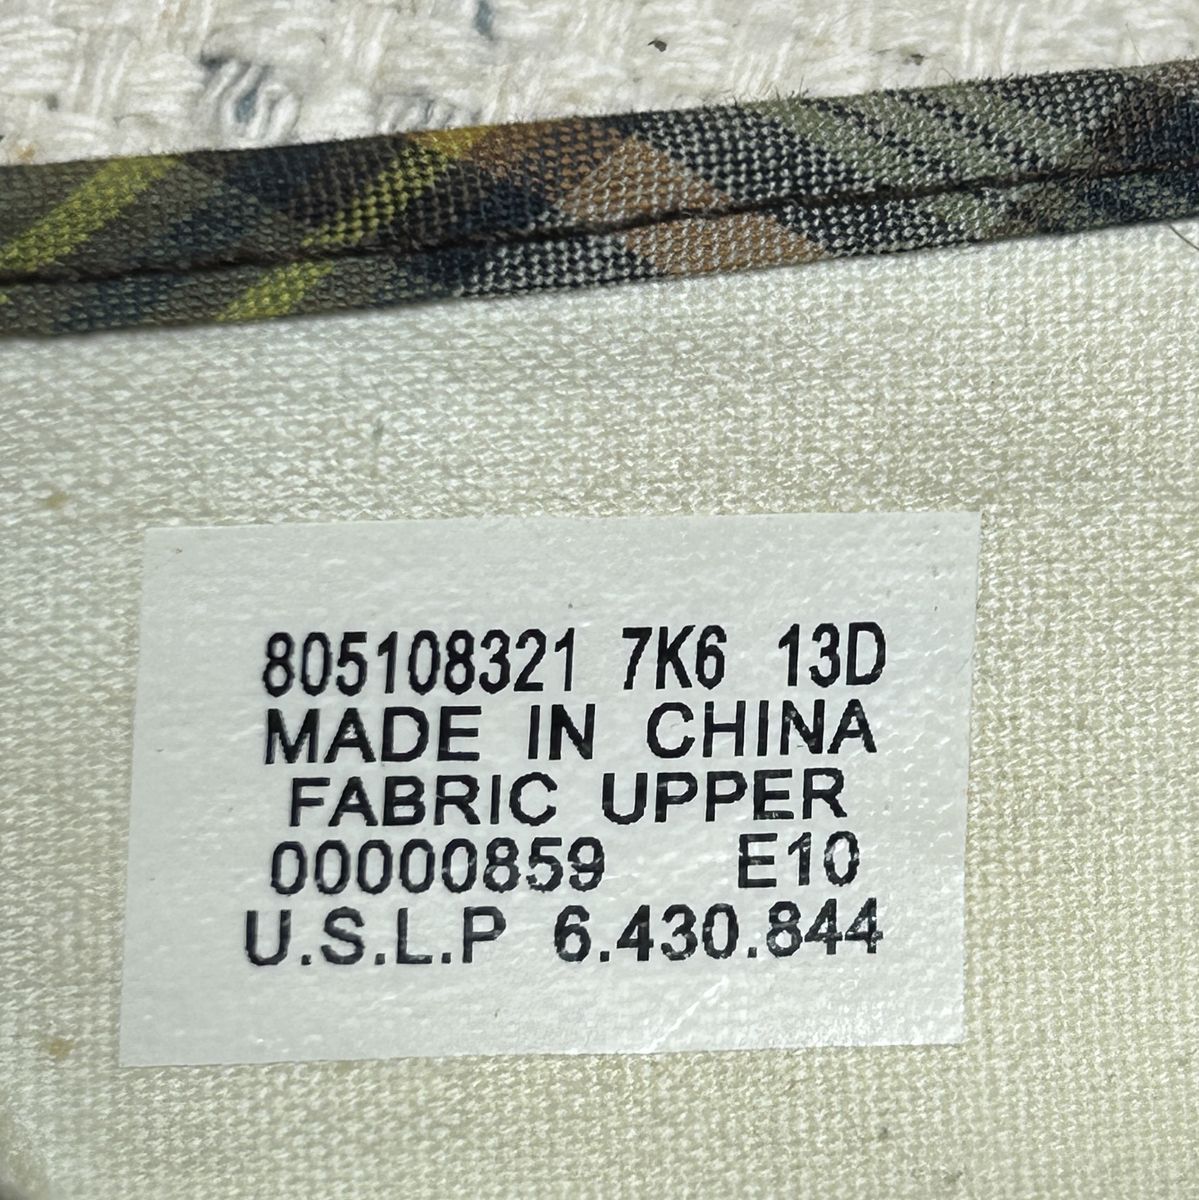 805108321 7K6 13D
MADE IN CHINA
FABRIC UPPER
00000859 E10
U.S.L.P 6.430.844